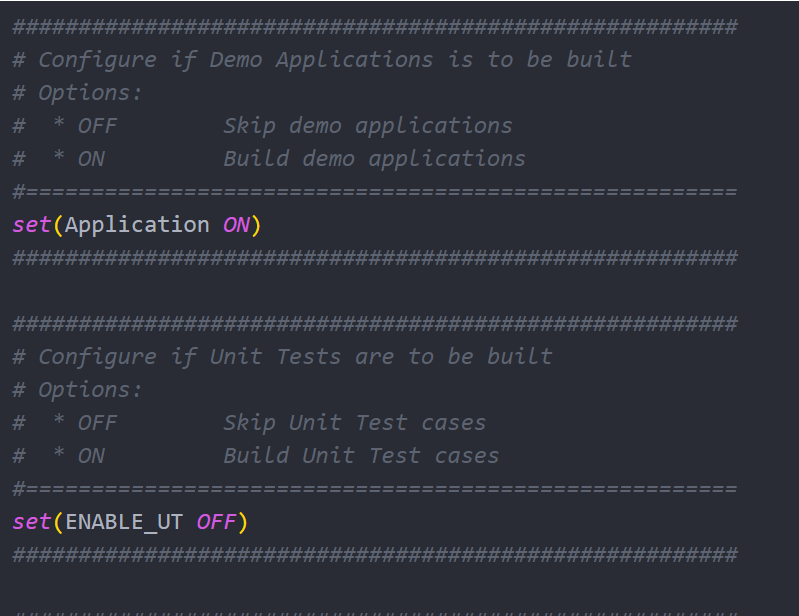 #######################################################
# Configure if Demo Applications is to be built
# Options:
#  * OFF        Skip demo applications
#  * ON         Build demo applications
#======================================================
set(Application ON)
#######################################################
#######################################################
# Configure if Unit Tests are to be built
# Options:
#  * OFF        Skip Unit Test cases
#  * ON         Build Unit Test cases
#======================================================
set(ENABLE_UT OFF)
#######################################################